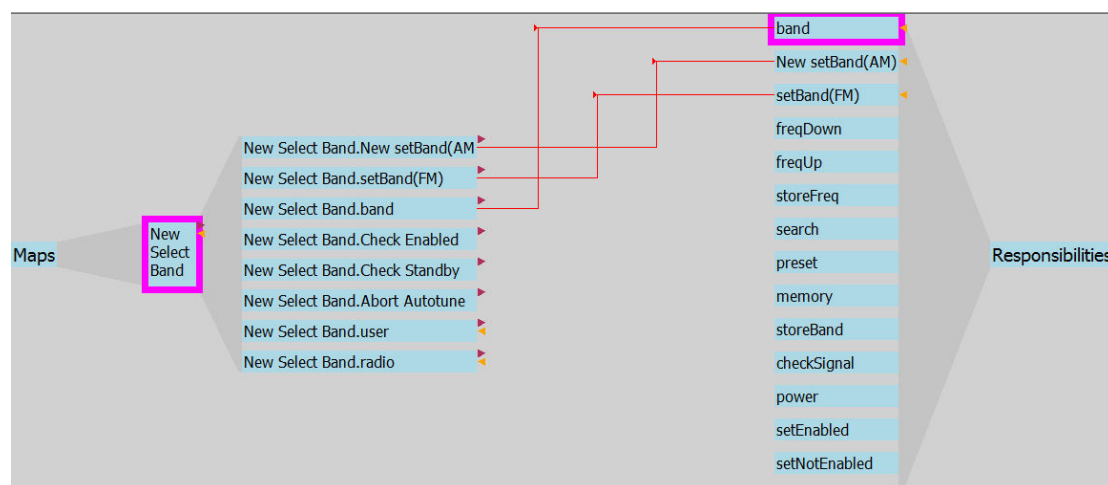 Maps
New
Select
Band
New Select Band.New setBand(AM
New Select Band.setBand(FM)
New Select Band.band
New Select Band.Check Enabled
New Select Band.Check Standby
New Select Band.Abort Autotune
New Select Band.user
New Select Band.radio
band
New setBand(AM)
setBand(FM)
freqDown
freqUp
storeFreq
search
preset
memory
storeBand
checkSignal
power
setEnabled
setNotEnabled
Responsibilities